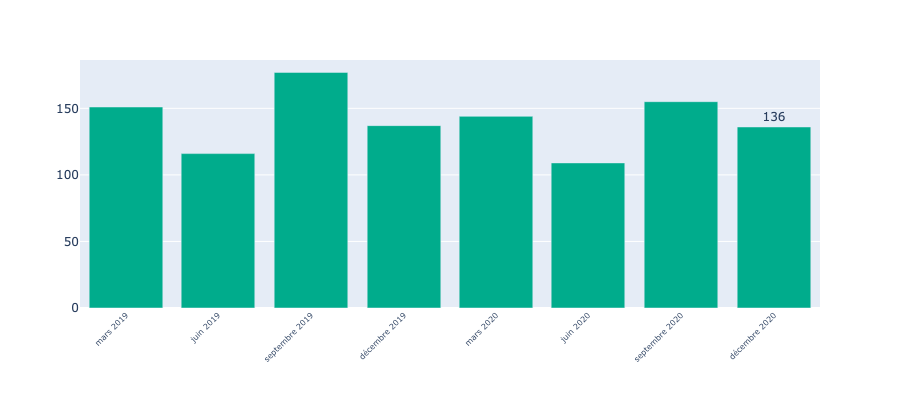 136
150
100
50
0
mars 2019
juin 2019
septembre 2019
décembre 2019
mars 2020
juin 2020
septembre 2020
décembre 2020